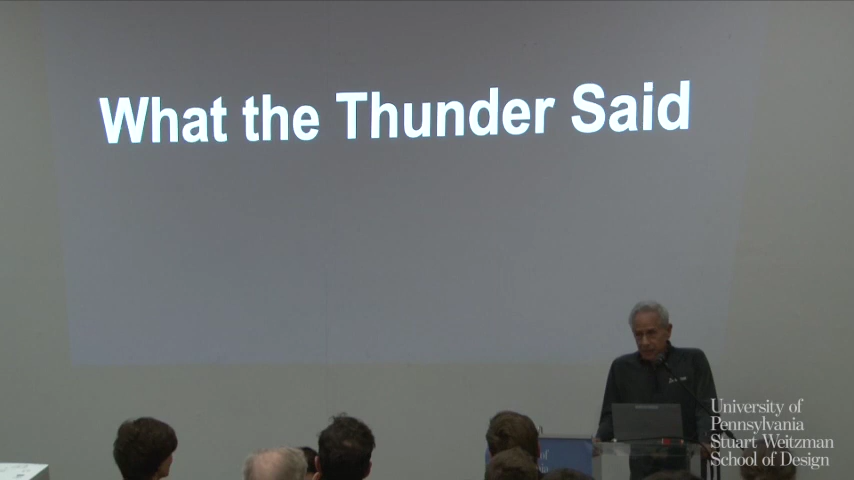 What the Thunder Said
University of
Pennsylvania
Stuart Weitzman
School of Design